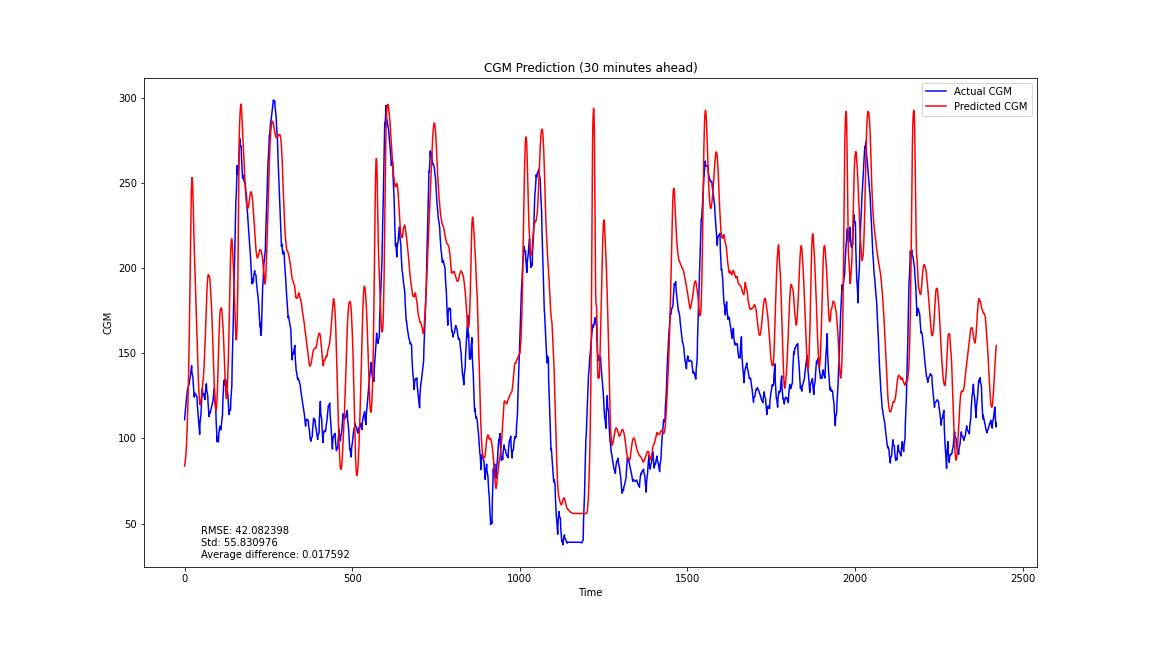 CGM Prediction (30 minutes ahead)
Actual CGM
Predicted CGM
300
250
200
150
100
50
CGM
RMSE: 42.082398
Std: 55.830976
Average difference: 0.017592
0 500 1000 1500 2000 2500
Time